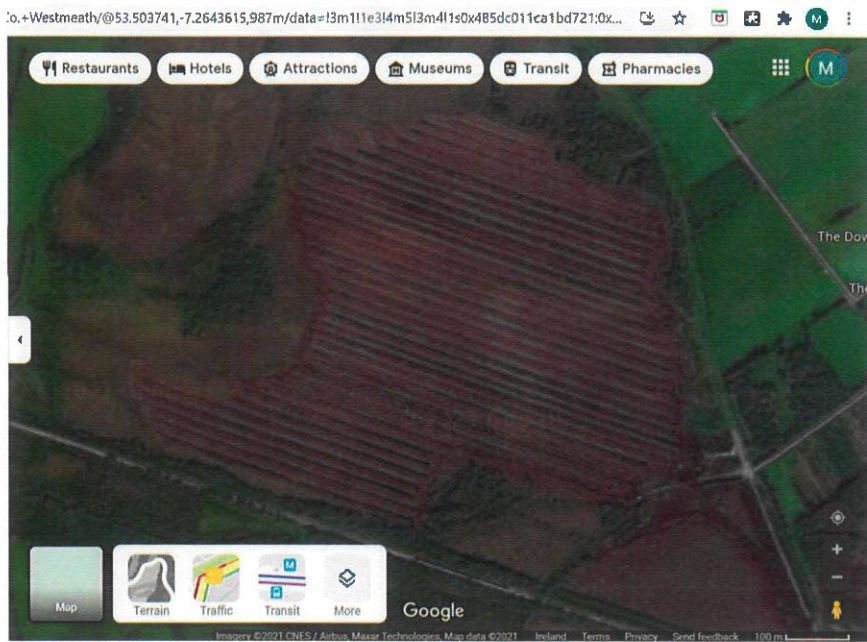 :o.+Westmeath/@53.503741,-7.2643615,987m/data=!3m1!1e3!4m5!3m4!1s0x485dc011ca1bd721:0x...
M
Restaurants
Hotels
Attractions
Museums
Transit
Pharmacies
M
The Dow
The
Map
Terrain
Traffic
M
Transit
More
Google
Imagery ©2021 CNES / Airbus, Maxar Technologies, Map data ©2021 Ireland Terms Privacy Send feedback 100 m